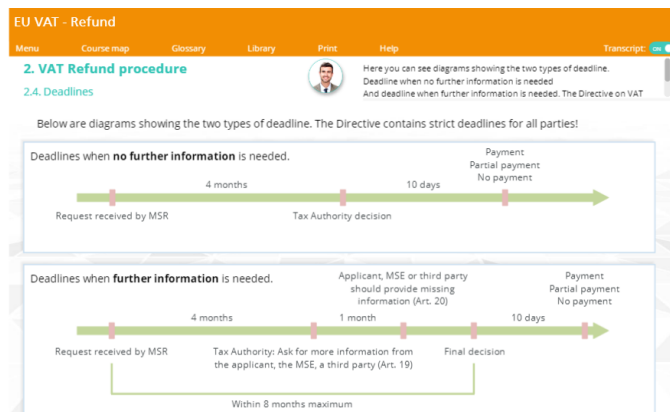 EU VAT - Refund
Menu Course map Glossary Library Print Help Transcript: ON
2. VAT Refund procedure
2.4. Deadlines
Here you can see diagrams showing the two types of deadline.
Deadline when no further information is needed
And deadline when further information is needed. The Directive on VAT
Below are diagrams showing the two types of deadline. The Directive contains strict deadlines for all parties!
Deadlines when no further information is needed.
Payment
Partial payment
No payment
4 months
10 days
Request received by MSR
Tax Authority decision
Deadlines when further information is needed.
Applicant, MSE or third party
should provide missing
information (Art. 20)
Payment
Partial payment
No payment
4 months
1 month
10 days
Request received by MSR
Tax Authority: Ask for more information from
the applicant, the MSE, a third party (Art. 19)
Final decision
Within 8 months maximum